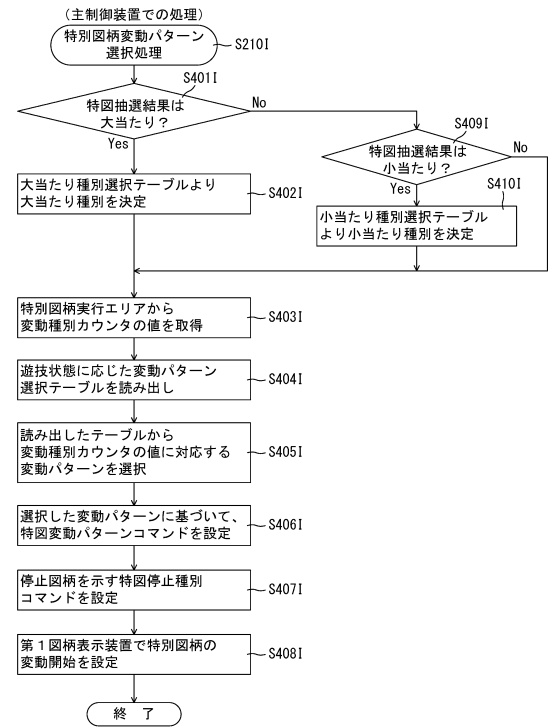 (主制御装置での処理)
特別図柄変動パターン
選択処理
S210I
S401I
特図抽選結果は
大当たり?
No
Yes
S409I
特図抽選結果は
小当たり?
No
Yes
S410I
大当たり種別選択テーブルより
大当たり種別を決定
S402I
小当たり種別選択テーブル
より小当たり種別を決定
特別図柄実行エリアから
変動種別カウンタの値を取得
S403I
遊技状態に応じた変動パターン
選択テーブルを読み出し
S404I
読み出したテーブルから
変動種別カウンタの値に対応する
変動パターンを選択
S405I
選択した変動パターンに基づいて、
特図変動パターンコマンドを設定
S406I
停止図柄を示す特図停止種別
コマンドを設定
S407I
第1図柄表示装置で特別図柄の
変動開始を設定
S408I
終 了